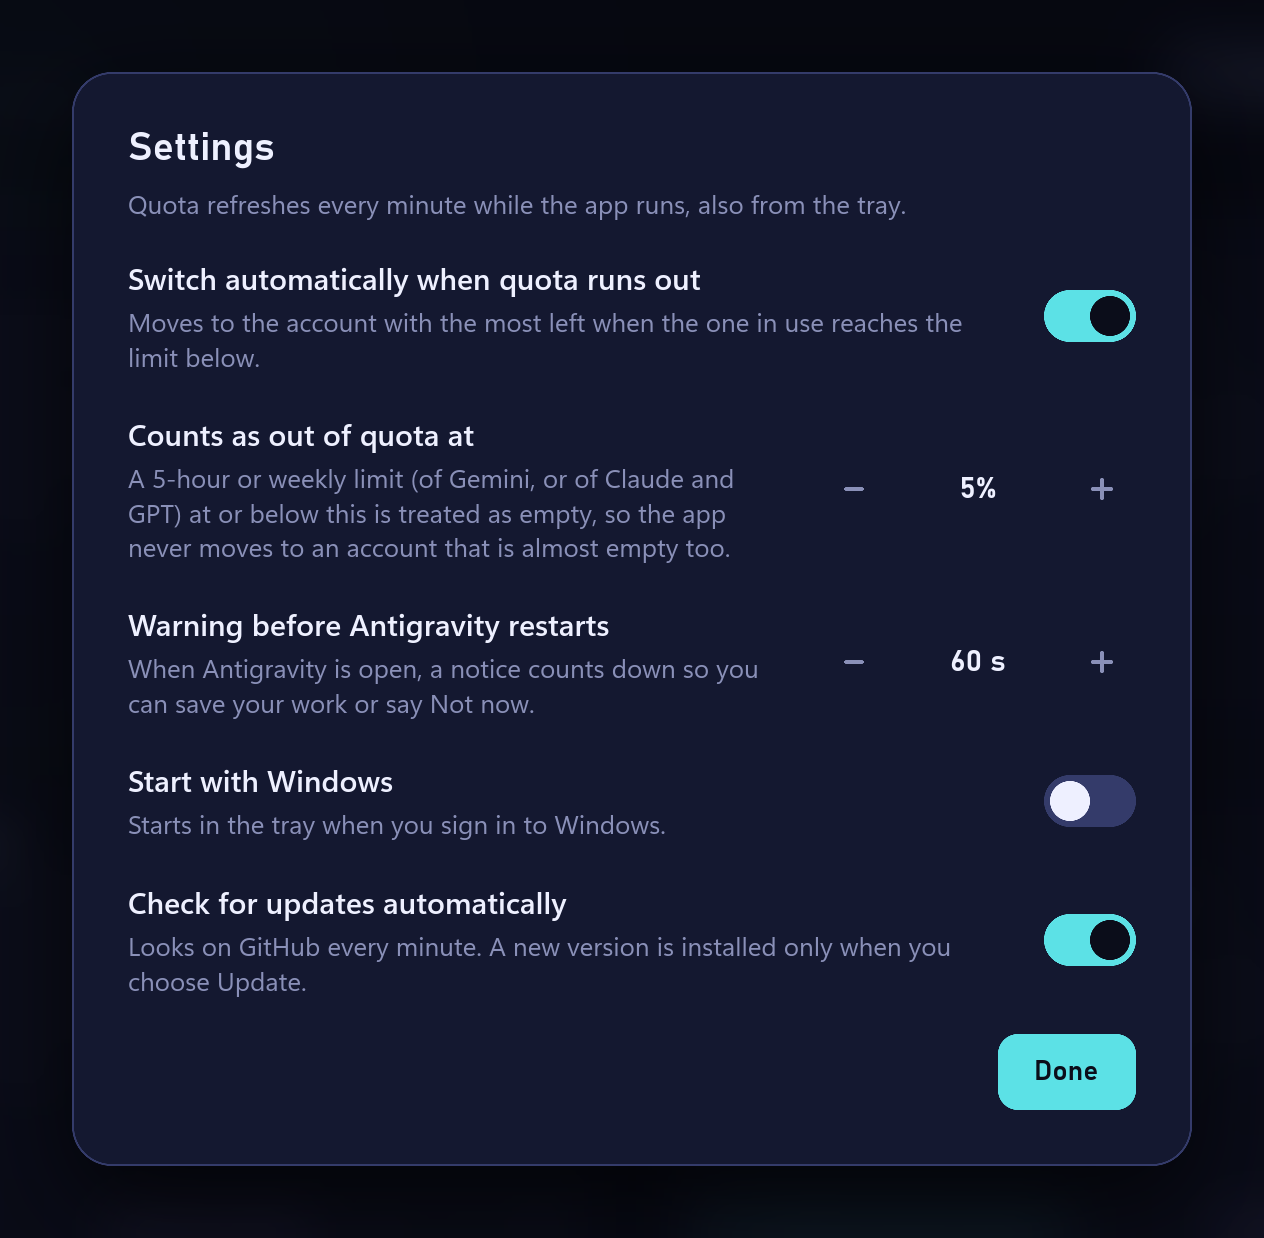 Settings
Quota refreshes every minute while the app runs, also from the tray.
Switch automatically when quota runs out
Moves to the account with the most left when the one in use reaches the
limit below.
Counts as out of quota at
A 5-hour or weekly limit (of Gemini, or of Claude and
GPT) at or below this is treated as empty, so the app
never moves to an account that is almost empty too.
− 5% +
Warning before Antigravity restarts
When Antigravity is open, a notice counts down so you
can save your work or say Not now.
− 60 s +
Start with Windows
Starts in the tray when you sign in to Windows.
Check for updates automatically
Looks on GitHub every minute. A new version is installed only when you
choose Update.
Done